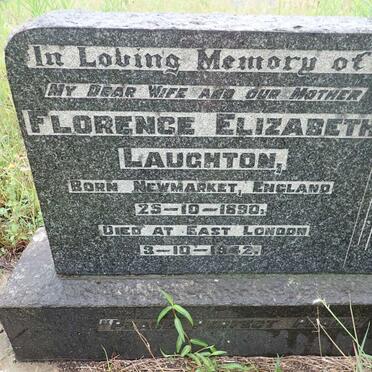 In Loving Memory of
My Dear Wife and Our Mother
Florence Elizabeth
Laughton,
Born Newmarket, England
25-10-1890.
Died at East London
3-10-1942.